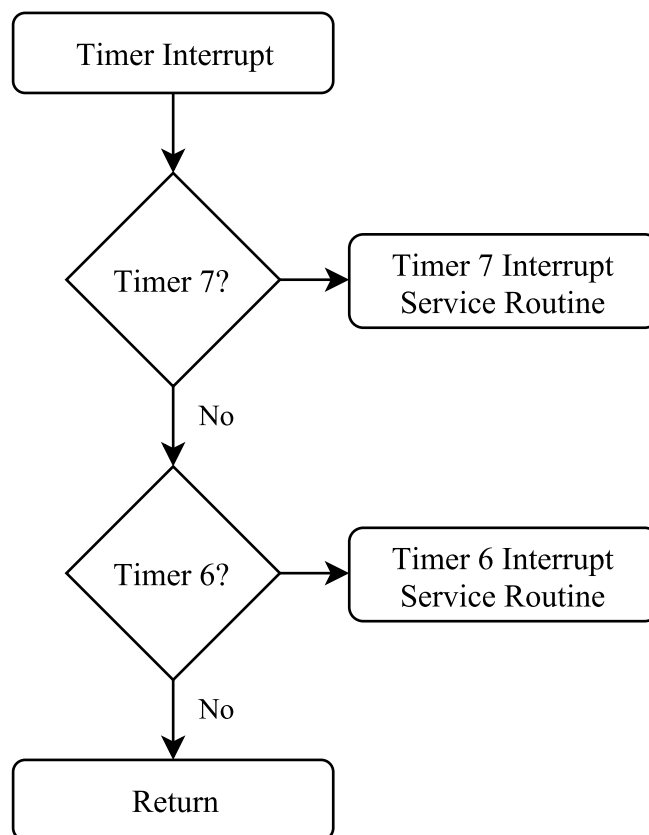 Timer Interrupt
Timer 7?
Timer 7 Interrupt
Service Routine
No
Timer 6?
Timer 6 Interrupt
Service Routine
No
Return